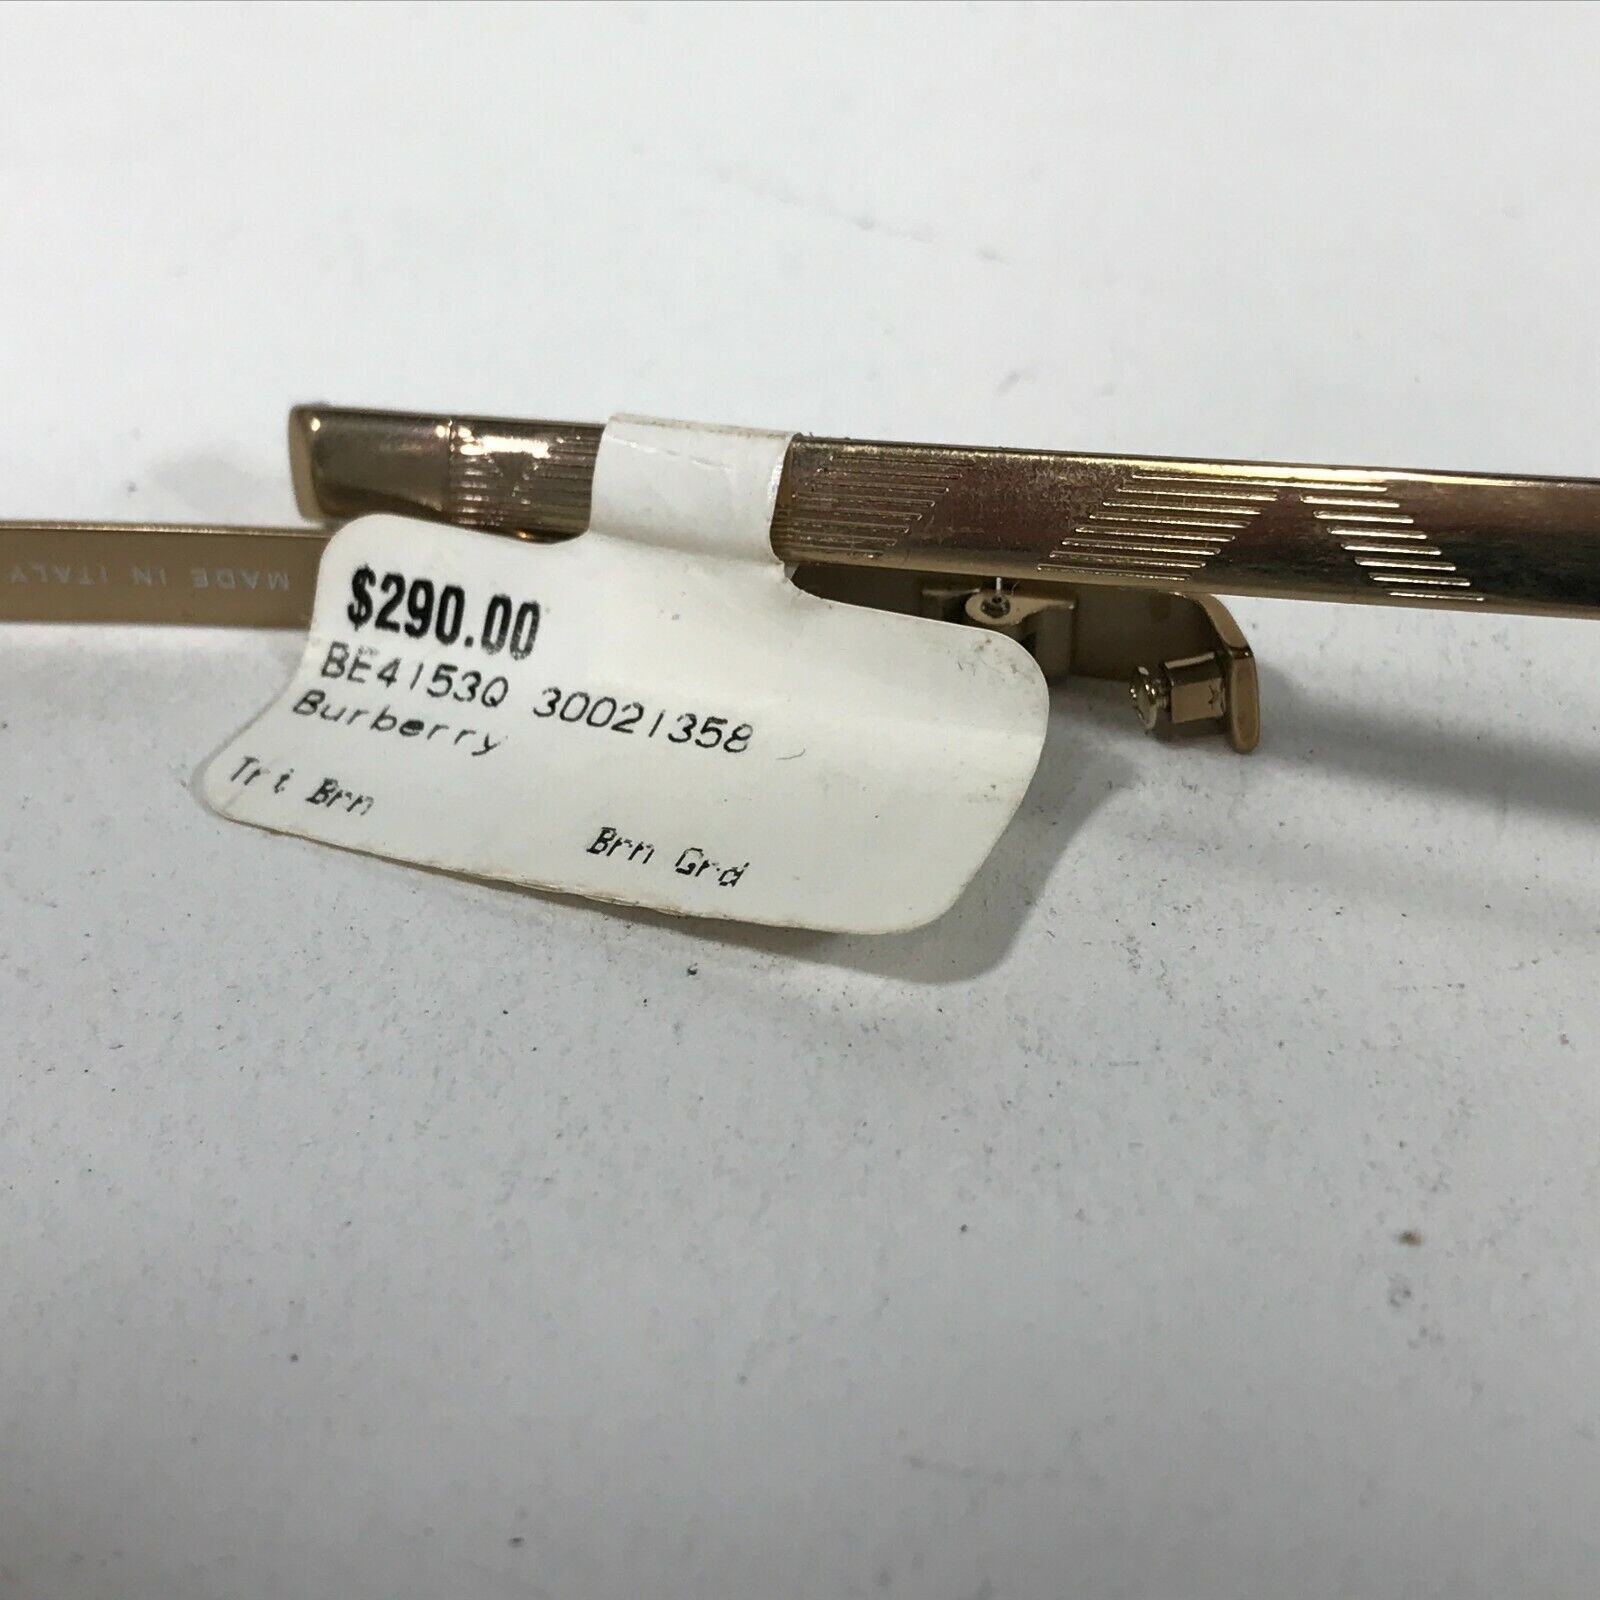 $290.00
BE4153Q 30021358
Burberry
Tri Brn
Brn Grd
MADE IN ITALY